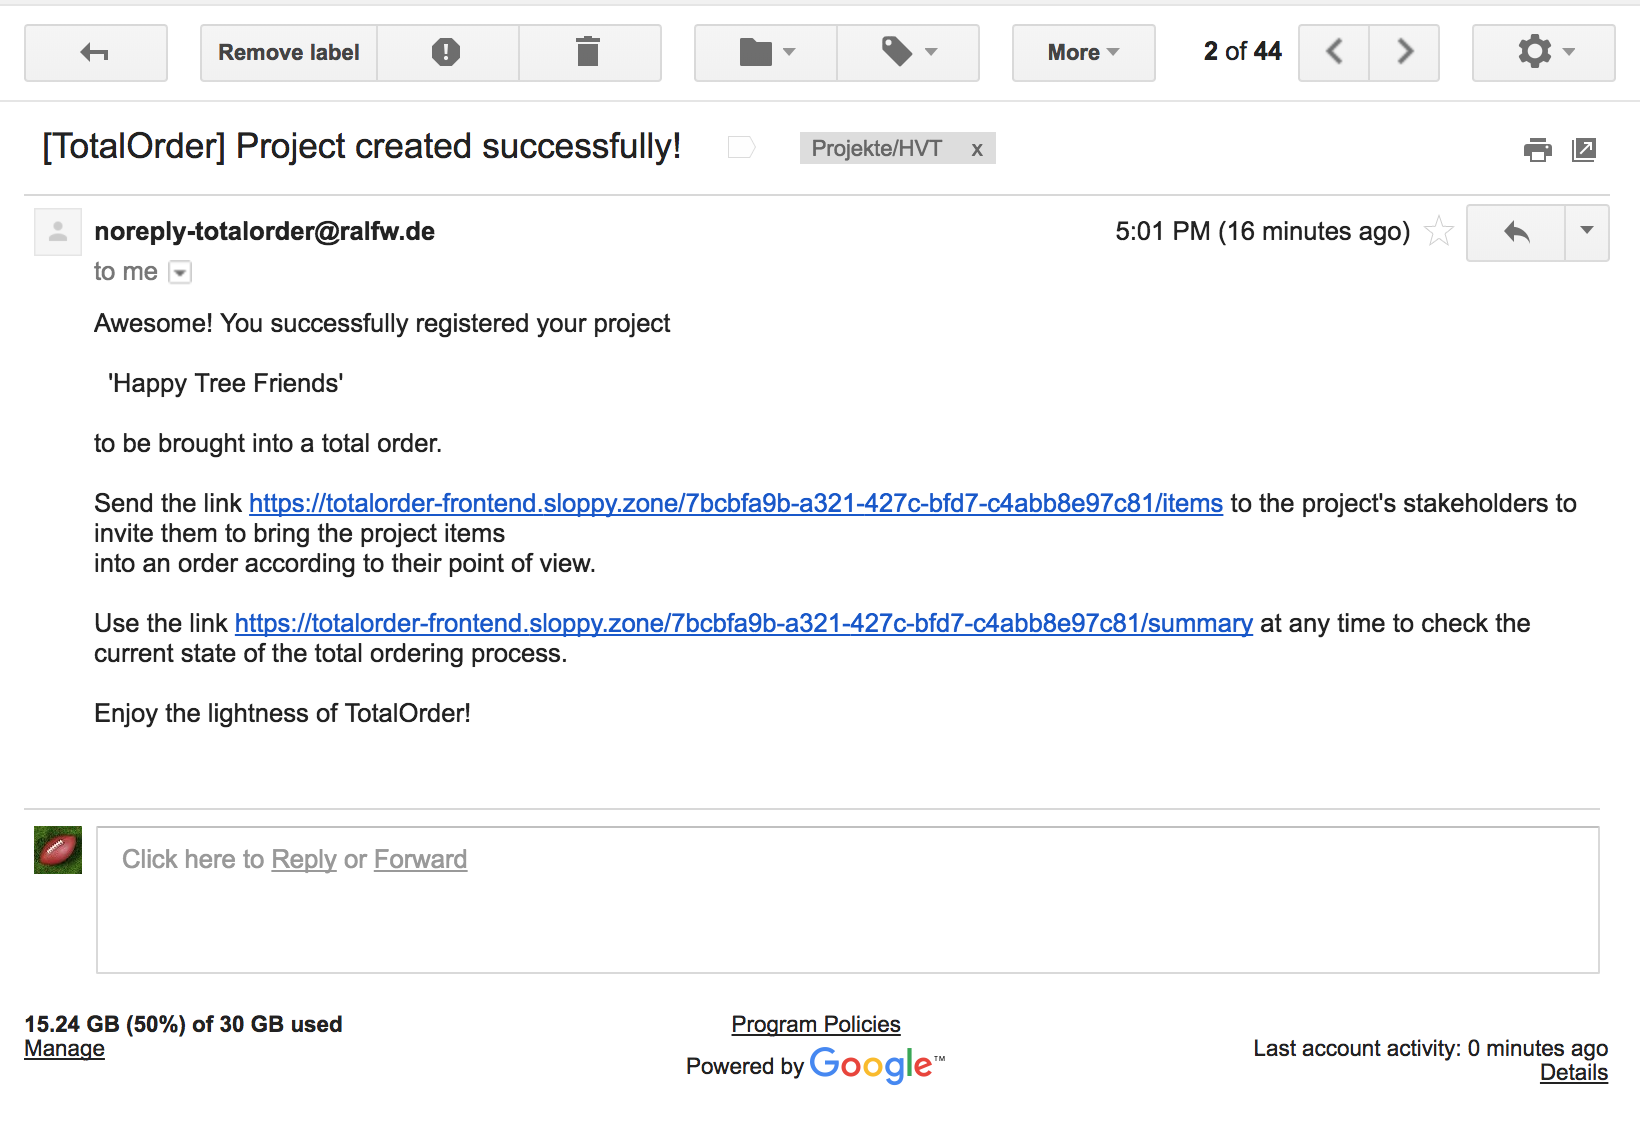 Remove label More 2 of 44
[TotalOrder] Project created successfully! Projekte/HVT x
noreply-totalorder@ralfw.de 5:01 PM (16 minutes ago)
to me
Awesome! You successfully registered your project
'Happy Tree Friends'
to be brought into a total order.
Send the link https://totalorder-frontend.sloppy.zone/7bcbfa9b-a321-427c-bfd7-c4abb8e97c81/items to the project's stakeholders to
invite them to bring the project items
into an order according to their point of view.
Use the link https://totalorder-frontend.sloppy.zone/7bcbfa9b-a321-427c-bfd7-c4abb8e97c81/summary at any time to check the
current state of the total ordering process.
Enjoy the lightness of TotalOrder!
Click here to Reply or Forward
15.24 GB (50%) of 30 GB used
Manage
Program Policies
Powered by Google™
Last account activity: 0 minutes ago
Details